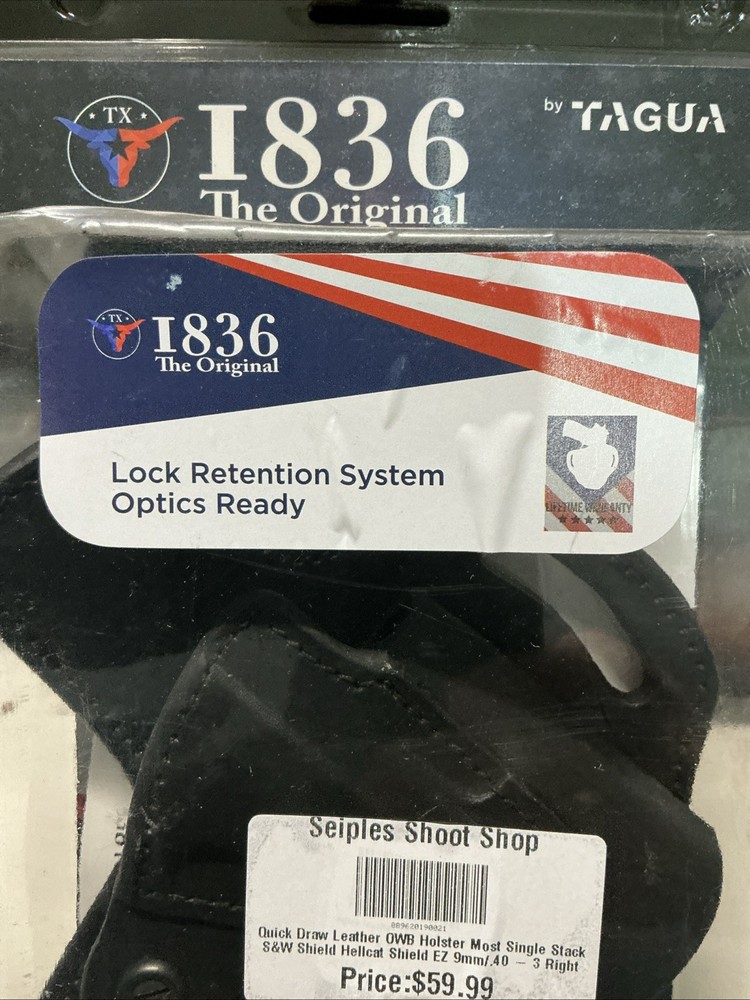 TX
1836
by TAGUA
The Original
TX
1836
The Original
Lock Retention System
Optics Ready
LIFETIME WARRANTY
Seiples Shoot Shop
889620190021
Quick Draw Leather OWB Holster Most Single Stack
S&W Shield Hellcat Shield EZ 9mm/.40 – 3 Right
Price:$59.99